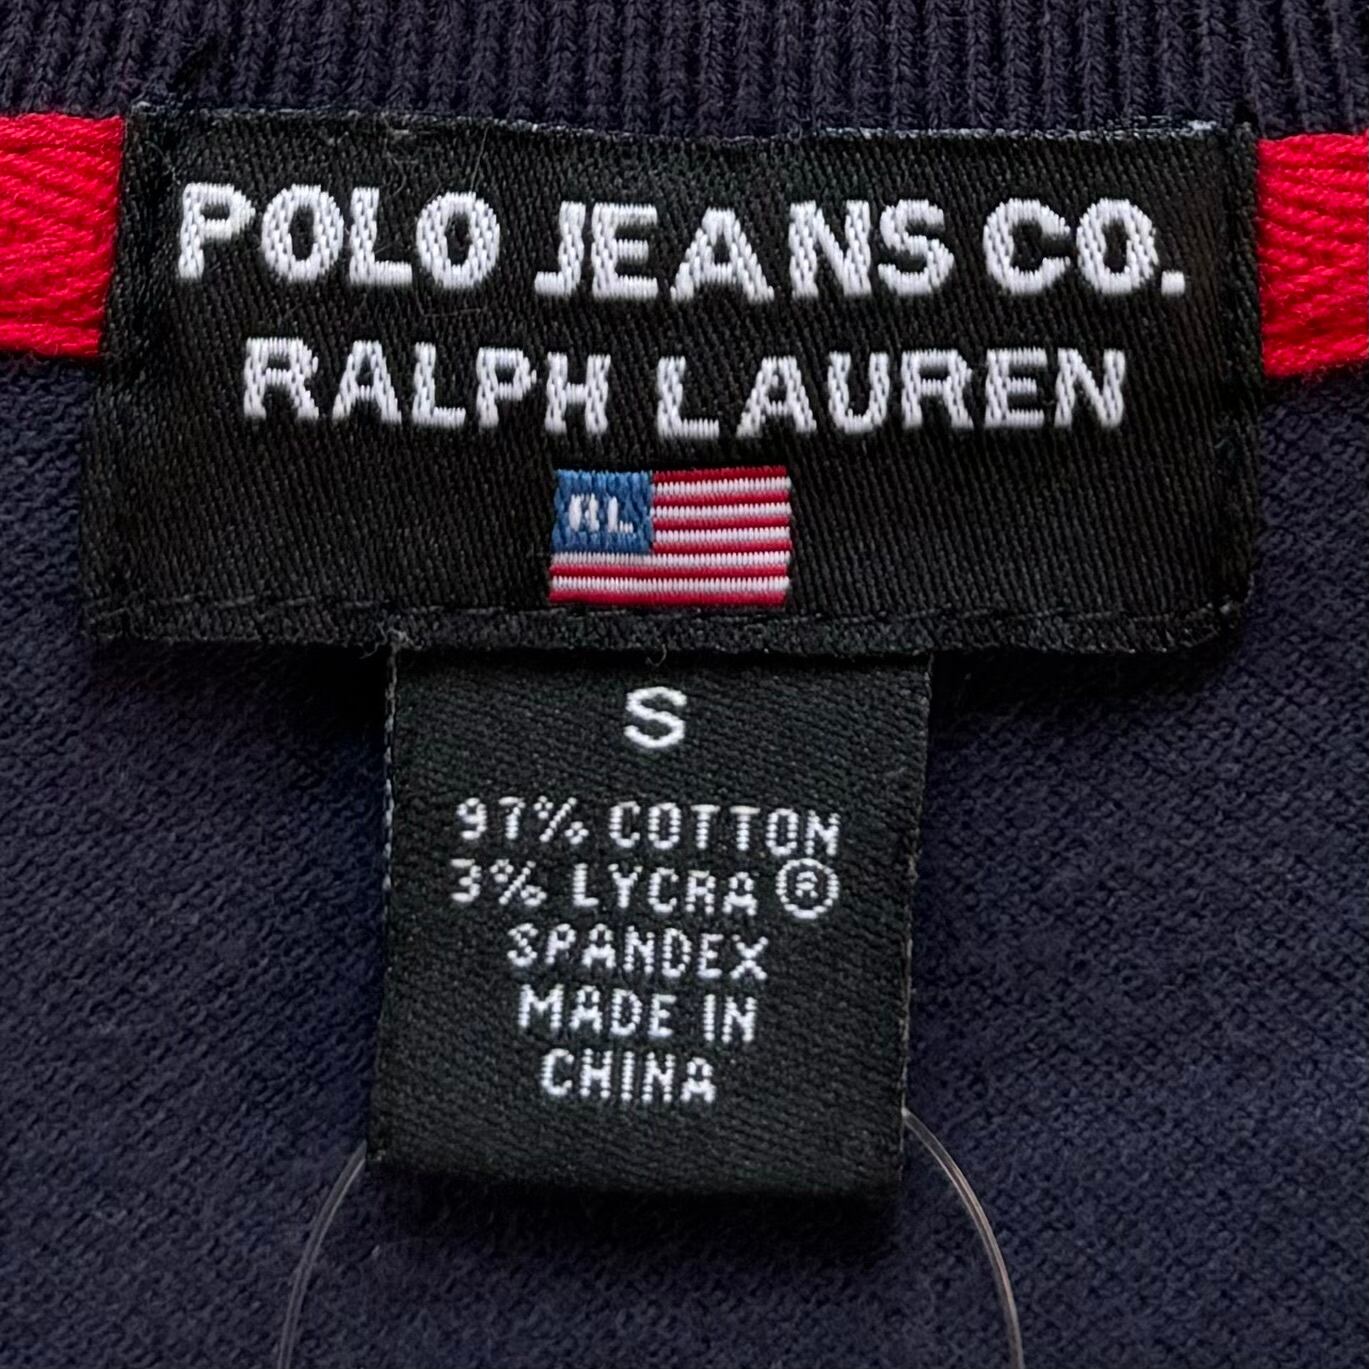 POLO JEANS CO.
RALPH LAUREN
RL
S
97% COTTON
3% LYCRA ®
SPANDEX
MADE IN
CHINA